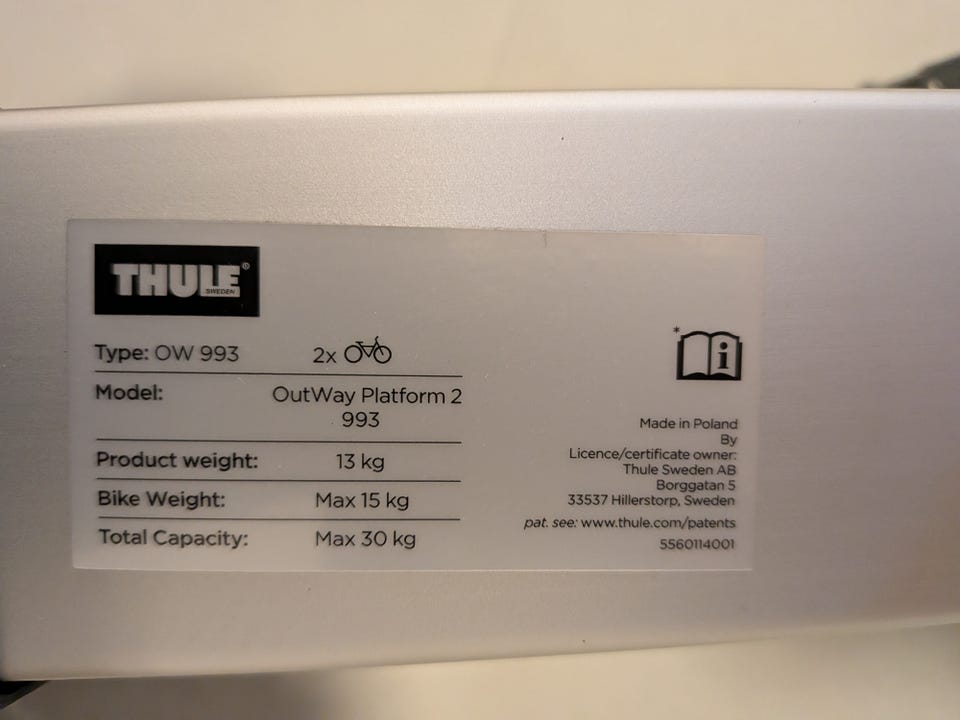 THULE®
SWEDEN
Type: OW 993 2x
Model: OutWay Platform 2
993
Product weight: 13 kg
Bike Weight: Max 15 kg
Total Capacity: Max 30 kg
*
i
Made in Poland
By
Licence/certificate owner:
Thule Sweden AB
Borggatan 5
33537 Hillerstorp, Sweden
pat. see: www.thule.com/patents
5560114001